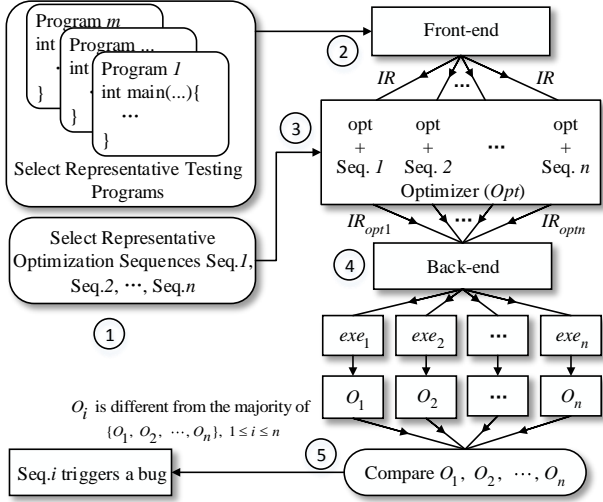 Program m
int
}
Program ...
int
}
Program 1
int main(...){
...
}
Select Representative Testing
Programs
2
Front-end
IR
...
IR
3
opt
+
Seq. 1
opt
+
Seq. 2
...
opt
+
Seq. n
Optimizer (Opt)
Select Representative
Optimization Sequences Seq.1,
Seq.2, ···, Seq.n
1
IRopt1
...
IRoptn
4
Back-end
exe1
exe2
...
exen
O1
O2
...
On
Oi is different from the majority of
{O1, O2, ···, On}, 1 ≤ i ≤ n
5
Seq.i triggers a bug
Compare O1, O2, ···, On